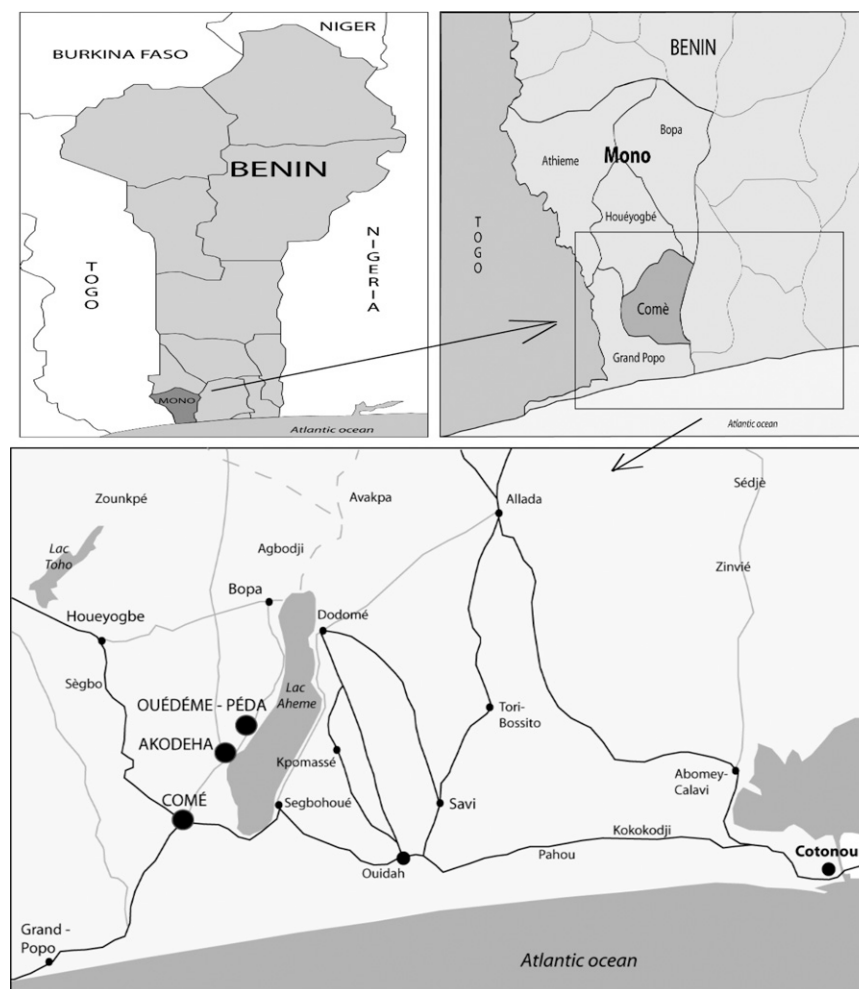 NIGER
BURKINA FASO
BENIN
TOGO
NIGERIA
MONO
Atlantic ocean
BENIN
Bopa
Athieme
Mono
Houéyogbé
TOGO
Comè
Grand Popo
Atlantic ocean
Sédjè
Zounkpé
Avakpa
Allada
Lac
Toho
Agbodji
Zinvié
Bopa
Houeyogbe
Dodomé
Sègbo
Lac
Aheme
OUÉDÉME - PÉDA
Tori-
Bossito
AKODEHA
Kpomassé
Abomey-
Calavi
COMÉ
Segbohoué
Savi
Kokokodji
Pahou
Cotonou
Ouidah
Grand -
Popo
Atlantic ocean